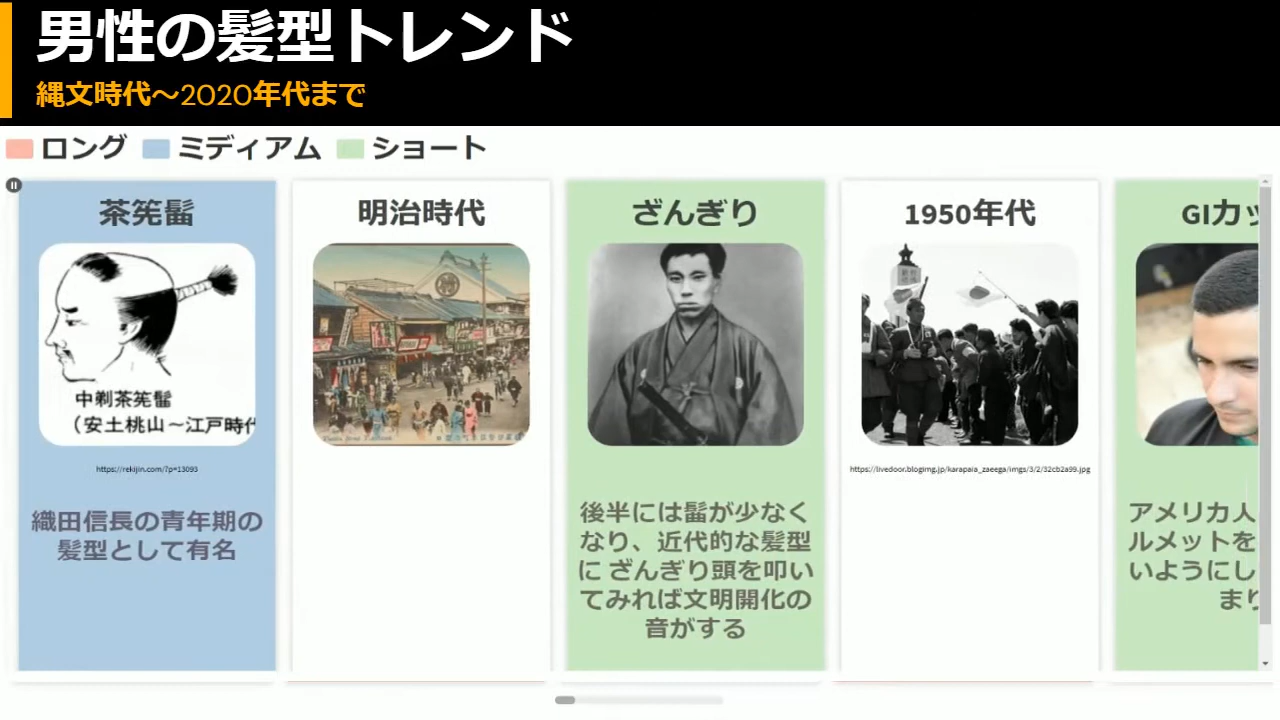 男性の髪型トレンド
縄文時代～2020年代まで
ロング ミディアム ショート
茶筅髷
中剃茶筅髷
（安土桃山～江戸時代
https://rekijin.com/?p=13093
織田信長の青年期の
髪型として有名
明治時代
ざんぎり
後半には髷が少なく
なり、近代的な髪型
に ざんぎり頭を叩い
てみれば文明開化の
音がする
1950年代
https://livedoor.blogimg.jp/karapaia_zaeega/imgs/3/2/32cb2a99.jpg
GIカッ
アメリカ人
ルメットを
いようにし
まり